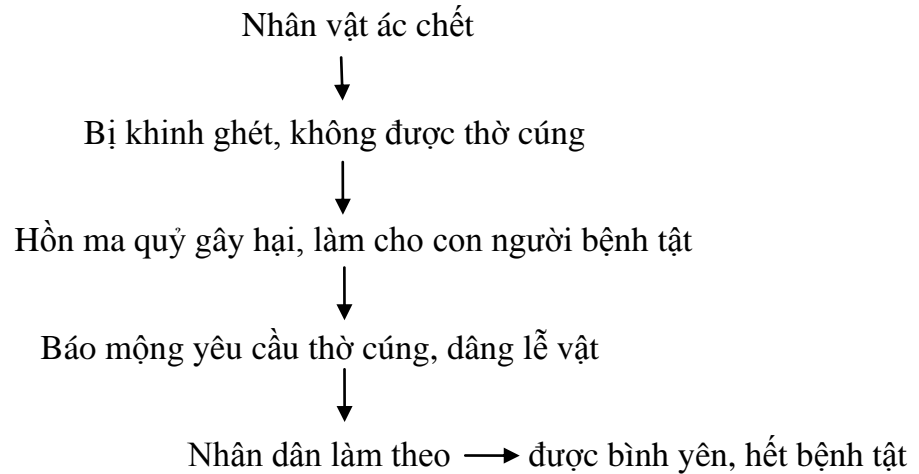 Nhân vật ác chết
Bị khinh ghét, không được thờ cúng
Hồn ma quỷ gây hại, làm cho con người bệnh tật
Báo mộng yêu cầu thờ cúng, dâng lễ vật
Nhân dân làm theo → được bình yên, hết bệnh tật